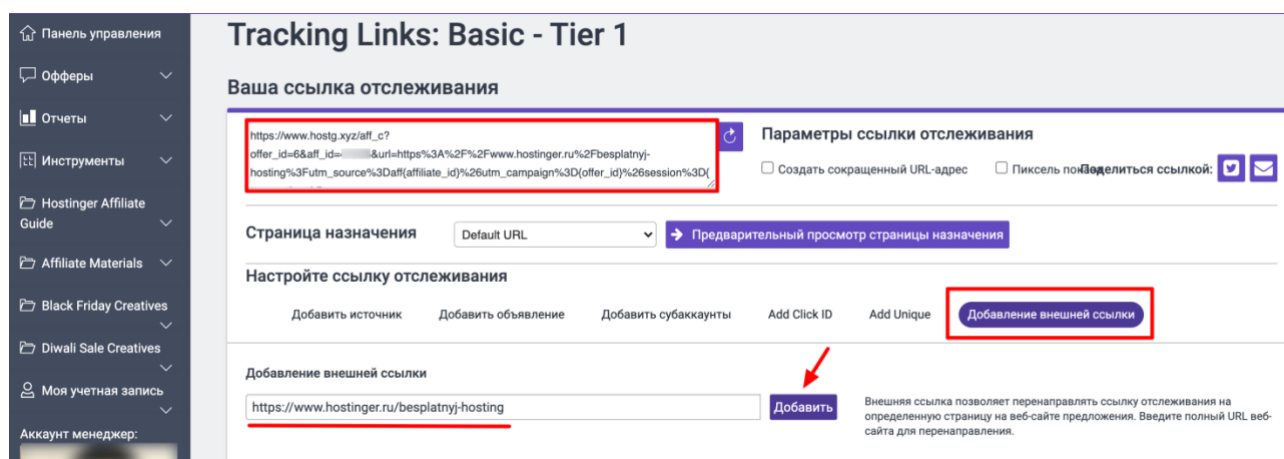 Панель управления
Офферы
Отчеты
Инструменты
Hostinger Affiliate
Guide
Affiliate Materials
Black Friday Creatives
Diwali Sale Creatives
Моя учетная запись
Аккаунт менеджер:
Tracking Links: Basic - Tier 1
Ваша ссылка отслеживания
https://www.hostg.xyz/aff_c?
offer_id=6&aff_id= &url=https%3A%2F%2Fwww.hostinger.ru%2Fbesplatnyj-
hosting%3Futm_source%3Daff{affiliate_id}%26utm_campaign%3D{offer_id}%26session%3D{
Параметры ссылки отслеживания
Создать сокращенный URL-адрес Пиксель Поделиться ссылкой:
Страница назначения Default URL Предварительный просмотр страницы назначения
Настройте ссылку отслеживания
Добавить источник Добавить объявление Добавить субаккаунты Add Click ID Add Unique Добавление внешней ссылки
Добавление внешней ссылки
https://www.hostinger.ru/besplatnyj-hosting Добавить
Внешняя ссылка позволяет перенаправлять ссылку отслеживания на
определенную страницу на веб-сайте предложения. Введите полный URL веб-
сайта для перенаправления.